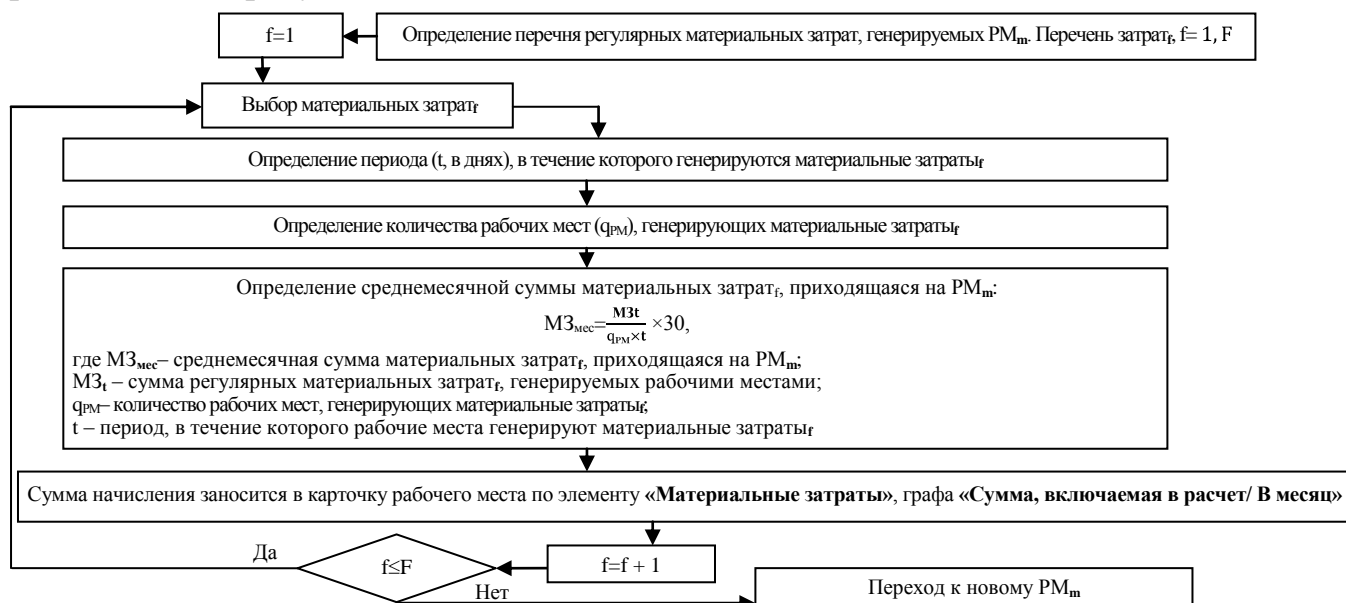 f=1
Определение перечня регулярных материальных затрат, генерируемых РМm. Перечень затратf, f= 1, F
Выбор материальных затратf
Определение периода (t, в днях), в течение которого генерируются материальные затратыf
Определение количества рабочих мест (qРМ), генерирующих материальные затратыf
Определение среднемесячной суммы материальных затратf, приходящаяся на РМm:
МЗмес=МЗt/qРМ×t ×30,
где МЗмес– среднемесячная сумма материальных затратf, приходящаяся на РМm;
МЗt – сумма регулярных материальных затратf, генерируемых рабочими местами;
qРМ– количество рабочих мест, генерирующих материальные затратыf;
t – период, в течение которого рабочие места генерируют материальные затратыf
Сумма начисления заносится в карточку рабочего места по элементу «Материальные затраты», графа «Сумма, включаемая в расчет/ В месяц»
Да
f≤F
f=f + 1
Нет
Переход к новому РМm